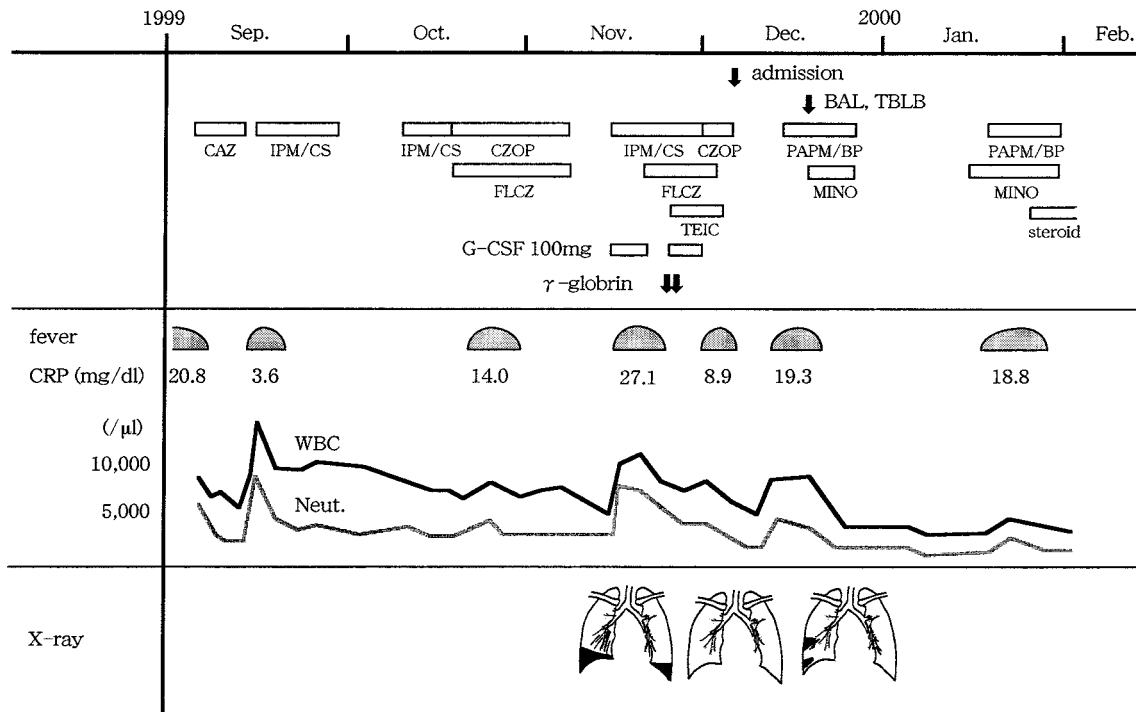 1999 2000
Sep. Oct. Nov. Dec. Jan. Feb.
admission
BAL, TBLB
CAZ IPM/CS IPM/CS CZOP IPM/CS CZOP PAPM/BP PAPM/BP
FLCZ FLCZ MINO MINO
TEIC steroid
G-CSF 100mg
γ-globrin
fever
CRP (mg/dl) 20.8 3.6 14.0 27.1 8.9 19.3 18.8
(/μl)
WBC
10,000
Neut.
5,000
X-ray